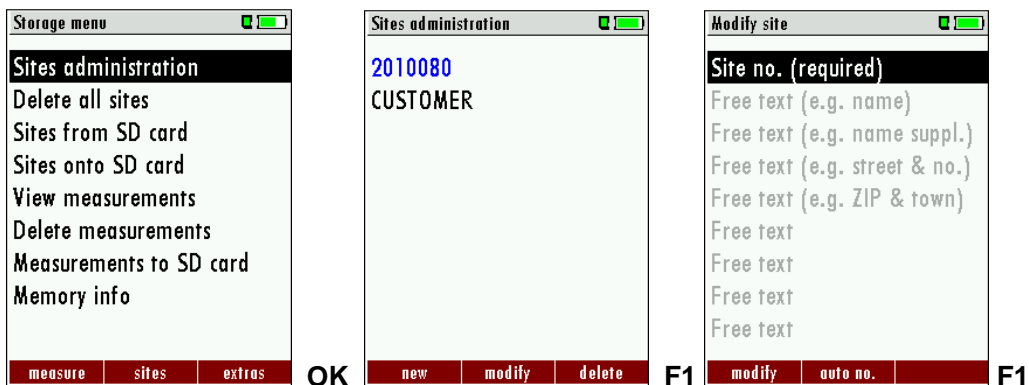 Storage menu
Sites administration
Delete all sites
Sites from SD card
Sites onto SD card
View measurements
Delete measurements
Measurements to SD card
Memory info
measure sites extras
OK
Sites administration
2010080
CUSTOMER
new modify delete
F1
Modify site
Site no. (required)
Free text (e.g. name)
Free text (e.g. name suppl.)
Free text (e.g. street & no.)
Free text (e.g. ZIP & town)
Free text
Free text
Free text
Free text
modify auto no.
F1